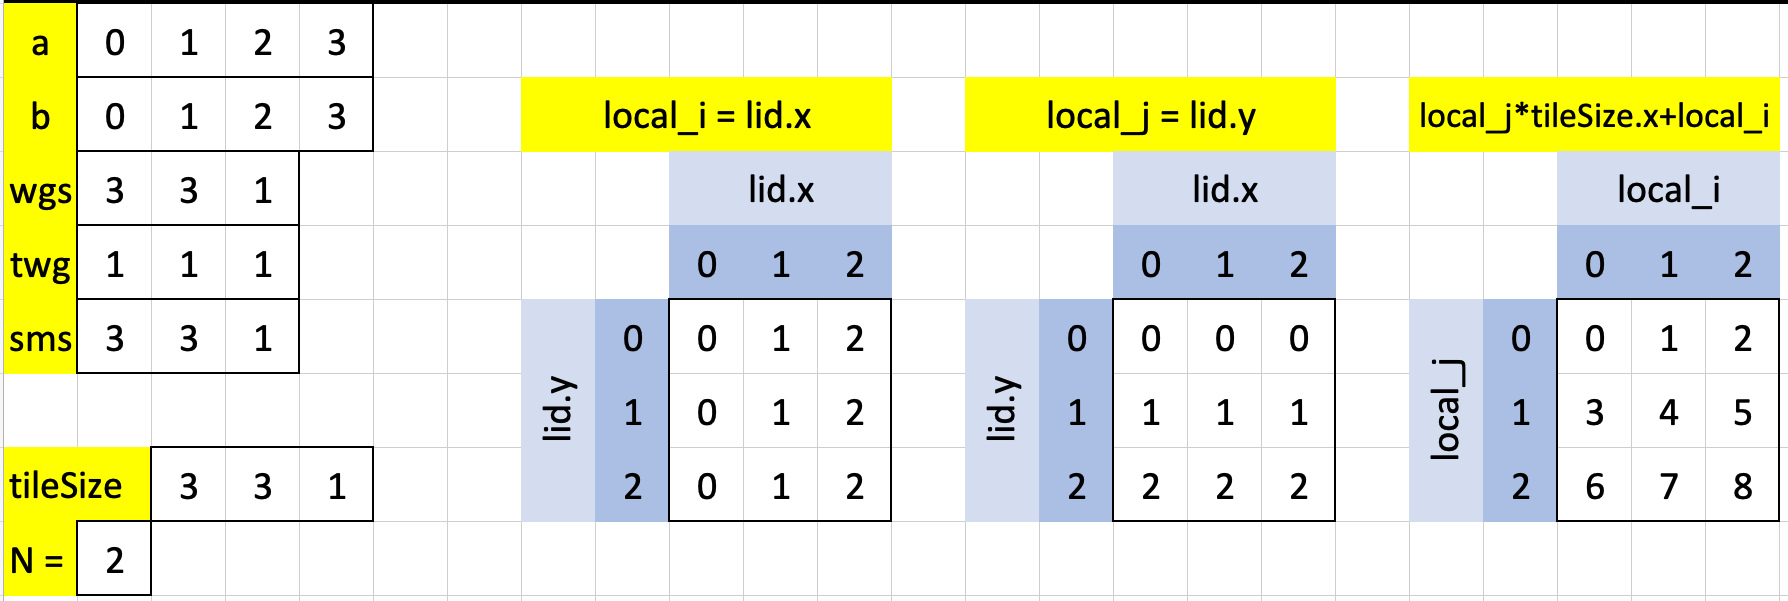 a 0 1 2 3
b 0 1 2 3 local_i = lid.x local_j = lid.y local_j*tileSize.x+local_i
wgs 3 3 1 lid.x lid.x local_i
twg 1 1 1 0 1 2 0 1 2 0 1 2
sms 3 3 1 0 0 1 2 0 0 0 0 0 0 1 2
lid.y 1 0 1 2 lid.y 1 1 1 1 local_j 1 3 4 5
tileSize 3 3 1 2 0 1 2 2 2 2 2 2 6 7 8
N = 2